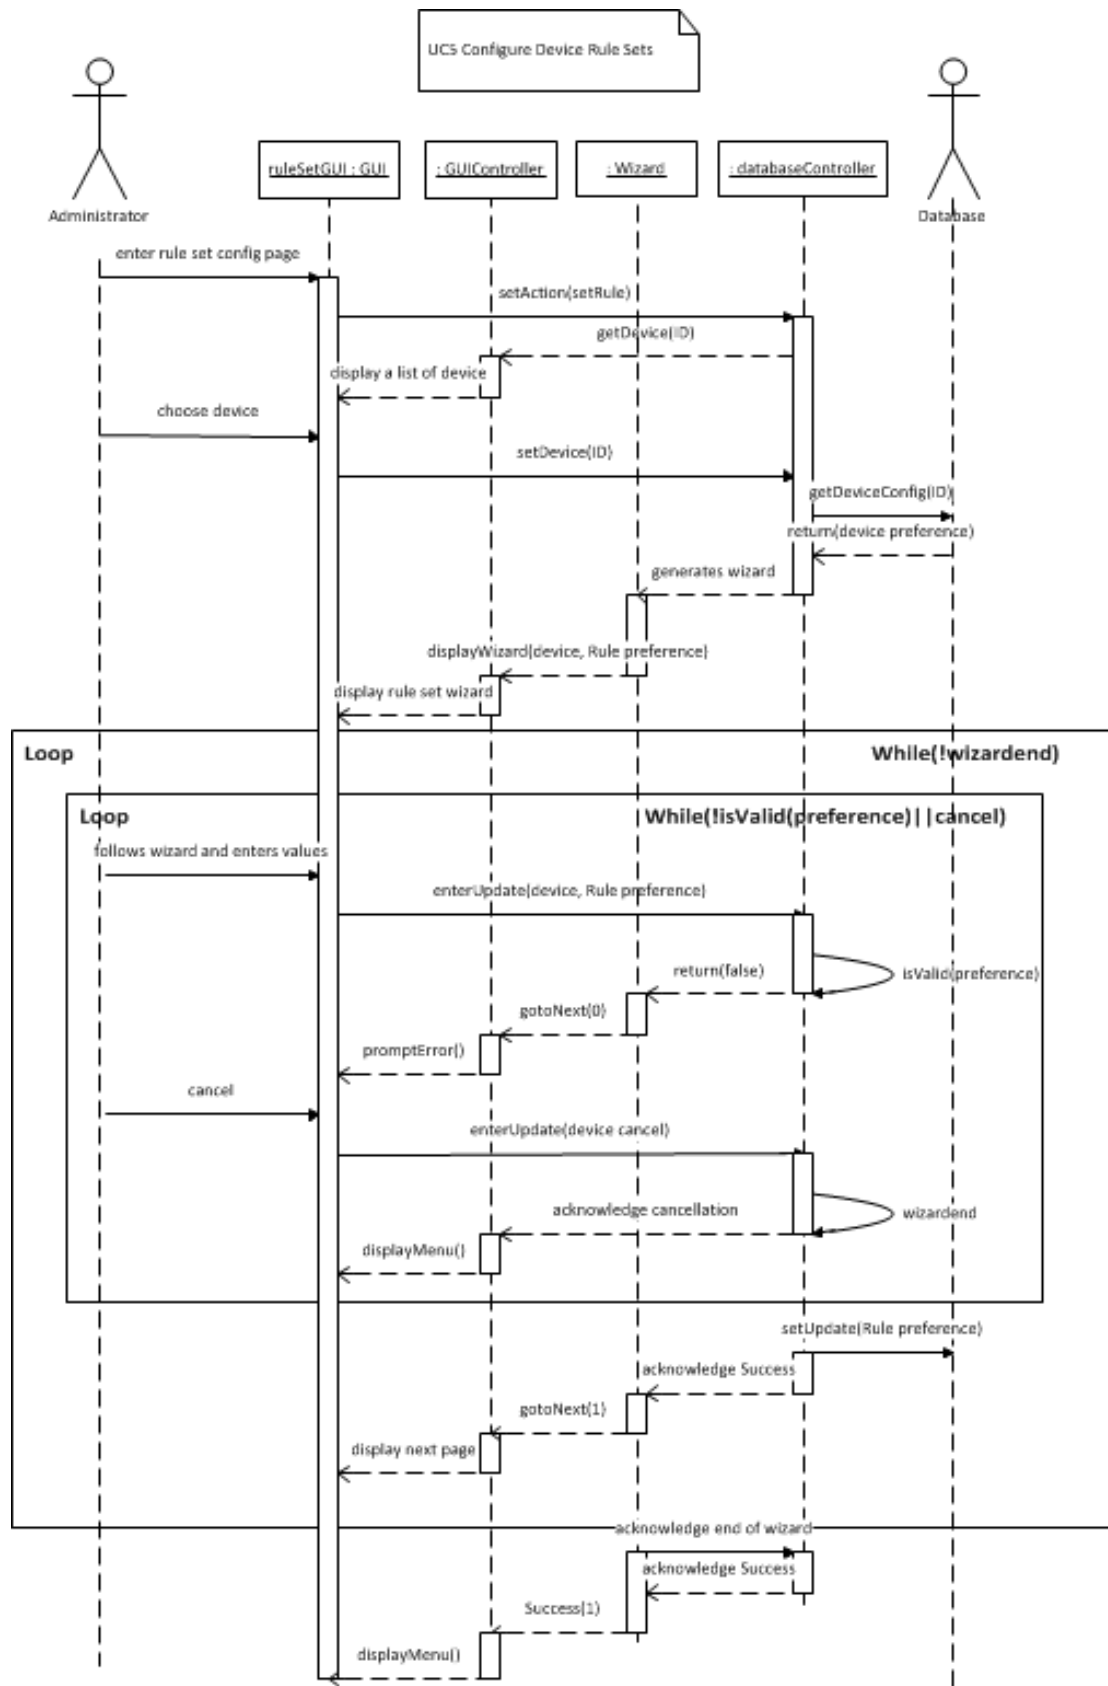 UC5 Configure Device Rule Sets
ruleSetGUI : GUI
: GUIController
: Wizard
: databaseController
Administrator
Database
enter rule set config page
setAction(setRule)
getDevice(ID)
display a list of device
choose device
setDevice(ID)
getDeviceConfig(ID)
return(device preference)
generates wizard
displayWizard(device, Rule preference)
display rule set wizard
Loop
While(!wizardend)
Loop
While(!isValid(preference)||cancel)
follows wizard and enters values
enterUpdate(device, Rule preference)
return(false)
isValid(preference)
gotoNext(0)
promptError()
cancel
enterUpdate(device cancel)
acknowledge cancellation
wizardend
displayMenu()
setUpdate(Rule preference)
acknowledge Success
gotoNext(1)
display next page
acknowledge end of wizard
acknowledge Success
Success(1)
displayMenu()